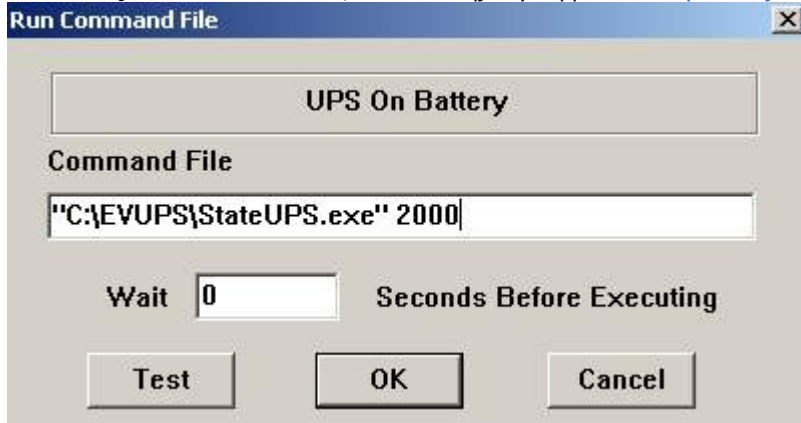 Run Command File
UPS On Battery
Command File
"C:\EVUPS\StateUPS.exe" 2000
Wait 0 Seconds Before Executing
Test OK Cancel